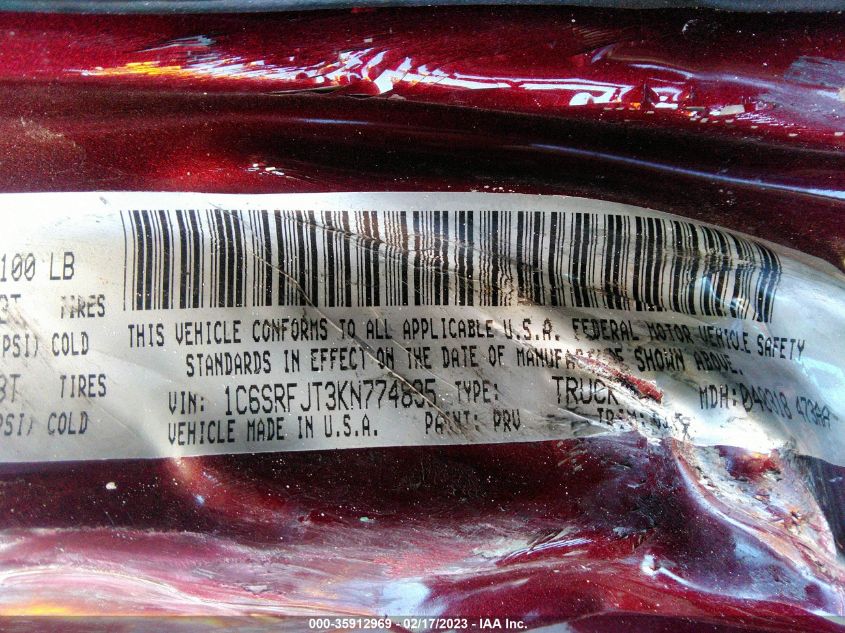 100 LB
TIRES
(PSI) COLD
TIRES
PSI) COLD
THIS VEHICLE CONFORMS TO ALL APPLICABLE U.S.A. FEDERAL MOTOR VEHICLE SAFETY
STANDARDS IN EFFECT ON THE DATE OF MANUFACTURE SHOWN ABOVE.
VIN: 1C6SRFJT3KN774835 TYPE: TRUCK MDH:
VEHICLE MADE IN U.S.A. PAINT: PRV TRIM:
000-35912969 - 02/17/2023 - IAA Inc.